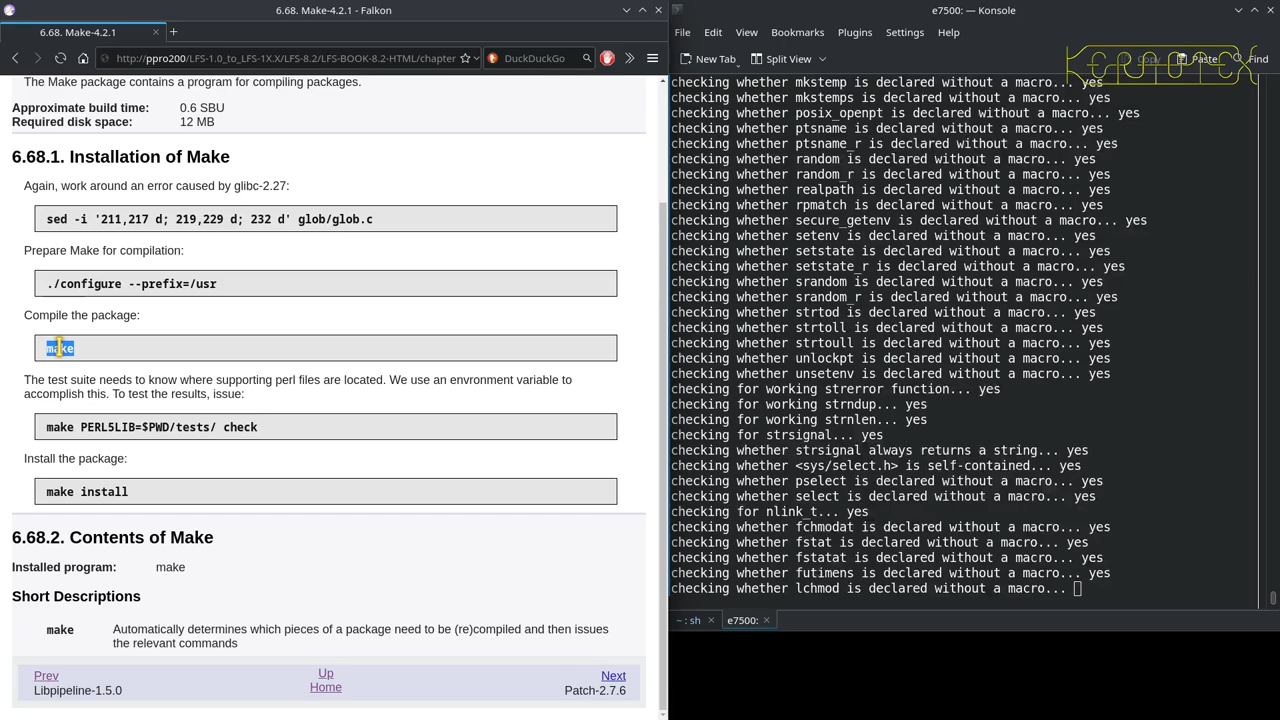 6.68. Make-4.2.1 - Falkon
6.68. Make-4.2.1
http://ppro200/LFS-1.0_to_LFS-1X.X/LFS-8.2/LFS-BOOK-8.2-HTML/chapter
DuckDuckGo
The Make package contains a program for compiling packages.
Approximate build time: 0.6 SBU
Required disk space: 12 MB
6.68.1. Installation of Make
Again, work around an error caused by glibc-2.27:
sed -i '211,217 d; 219,229 d; 232 d' glob/glob.c
Prepare Make for compilation:
./configure --prefix=/usr
Compile the package:
make
The test suite needs to know where supporting perl files are located. We use an envronment variable to
accomplish this. To test the results, issue:
make PERL5LIB=$PWD/tests/ check
Install the package:
make install
6.68.2. Contents of Make
Installed program: make
Short Descriptions
make Automatically determines which pieces of a package need to be (re)compiled and then issues
the relevant commands
Prev Up Next
Libpipeline-1.5.0 Home Patch-2.7.6
e7500: — Konsole
File Edit View Bookmarks Plugins Settings Help
New Tab Split View Copy Paste Find
checking whether mkstemp is declared without a macro... yes
checking whether mkstemps is declared without a macro... yes
checking whether posix_openpt is declared without a macro... yes
checking whether ptsname is declared without a macro... yes
checking whether ptsname_r is declared without a macro... yes
checking whether random is declared without a macro... yes
checking whether random_r is declared without a macro... yes
checking whether realpath is declared without a macro... yes
checking whether rpmatch is declared without a macro... yes
checking whether secure_getenv is declared without a macro... yes
checking whether setenv is declared without a macro... yes
checking whether setstate is declared without a macro... yes
checking whether setstate_r is declared without a macro... yes
checking whether srandom is declared without a macro... yes
checking whether srandom_r is declared without a macro... yes
checking whether strtod is declared without a macro... yes
checking whether strtoll is declared without a macro... yes
checking whether strtoull is declared without a macro... yes
checking whether unlockpt is declared without a macro... yes
checking whether unsetenv is declared without a macro... yes
checking for working strerror function... yes
checking for working strndup... yes
checking for working strnlen... yes
checking for strsignal... yes
checking whether strsignal always returns a string... yes
checking whether <sys/select.h> is self-contained... yes
checking whether pselect is declared without a macro... yes
checking whether select is declared without a macro... yes
checking for nlink_t... yes
checking whether fchmodat is declared without a macro... yes
checking whether fstat is declared without a macro... yes
checking whether fstatat is declared without a macro... yes
checking whether futimens is declared without a macro... yes
checking whether lchmod is declared without a macro...
~ : sh e7500: